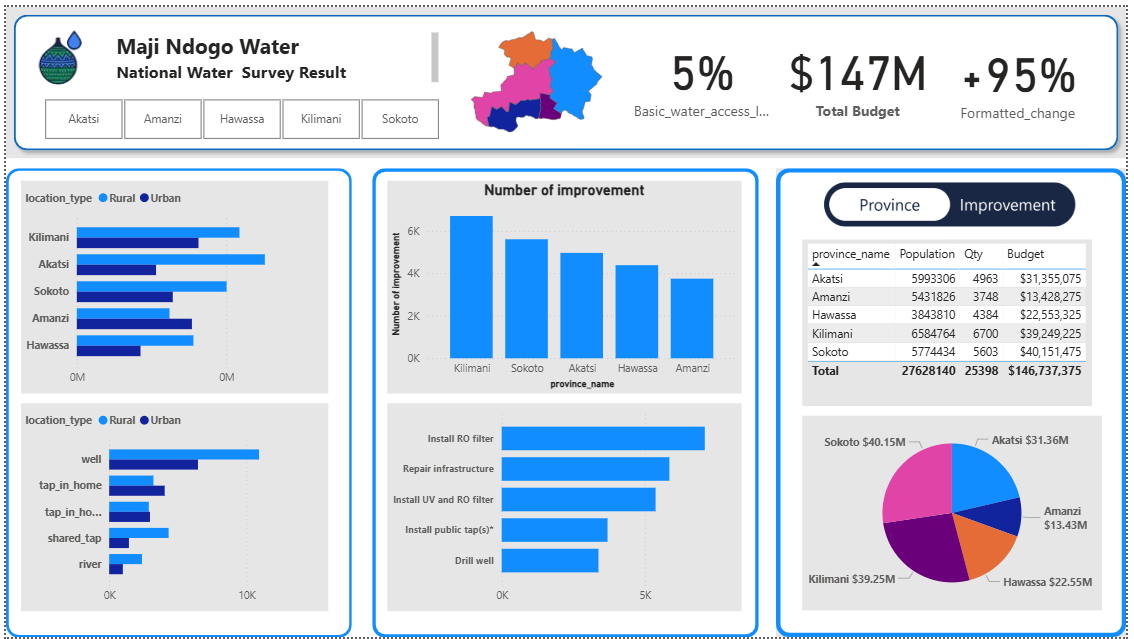 Maji Ndogo Water
National Water Survey Result
Akatsi Amanzi Hawassa Kilimani Sokoto
5%
Basic_water_access_l...
$147M
Total Budget
+95%
Formatted_change
location_type Rural Urban
Kilimani
Akatsi
Sokoto
Amanzi
Hawassa
0M 0M
location_type Rural Urban
well
tap_in_home
tap_in_ho...
shared_tap
river
0K 10K
Number of improvement
Number of improvement
6K
4K
2K
0K
Kilimani Sokoto Akatsi Hawassa Amanzi
province_name
Install RO filter
Repair infrastructure
Install UV and RO filter
Install public tap(s)*
Drill well
0K 5K
Province Improvement
province_name Population Qty Budget
Akatsi 5993306 4963 $31,355,075
Amanzi 5431826 3748 $13,428,275
Hawassa 3843810 4384 $22,553,325
Kilimani 6584764 6700 $39,249,225
Sokoto 5774434 5603 $40,151,475
Total 27628140 25398 $146,737,375
Sokoto $40.15M
Akatsi $31.36M
Amanzi
$13.43M
Kilimani $39.25M
Hawassa $22.55M